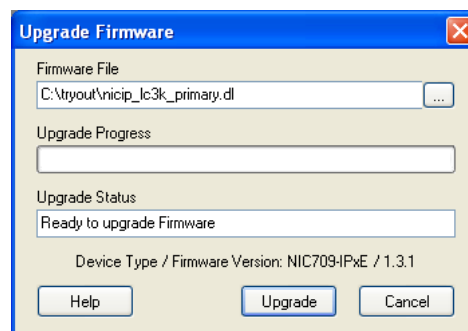 Upgrade Firmware
Firmware File
C:\tryout\nicip_lc3k_primary.dl
...
Upgrade Progress
Upgrade Status
Ready to upgrade Firmware
Device Type / Firmware Version: NIC709-IPxE / 1.3.1
Help Upgrade Cancel